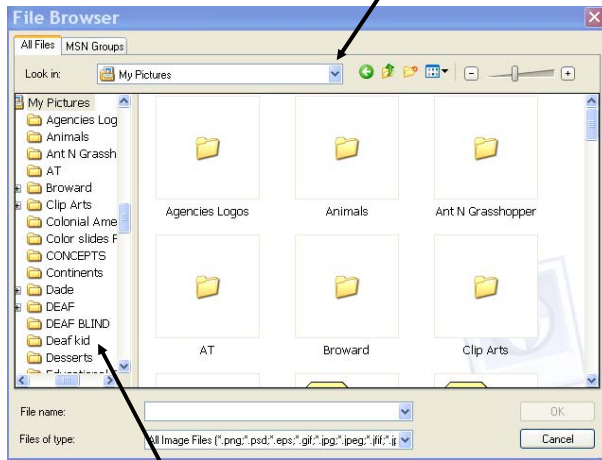 File Browser
All Files MSN Groups
Look in: My Pictures
My Pictures
Agencies Log
Animals
Ant N Grassh
AT
Broward
Clip Arts
Colonial Ame
Color slides F
CONCEPTS
Continents
Dade
DEAF
DEAF BLIND
Deaf kid
Desserts
Agencies Logos Animals Ant N Grasshopper
AT Broward Clip Arts
File name: OK
Files of type: All Image Files (*.png;*.psd;*.eps;*.gif;*.jpg;*.jpeg;*.jfif;*.jp Cancel